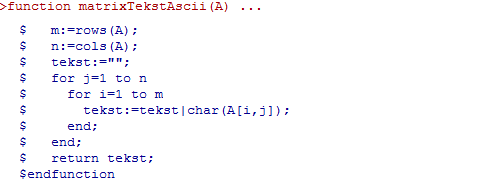 >function matrixTekstAscii(A) ...
$   m:=rows(A);
$   n:=cols(A);
$   tekst:="";
$   for j=1 to n
$     for i=1 to m
$       tekst:=tekst|char(A[i,j]);
$     end;
$   end;
$   return tekst;
$endfunction